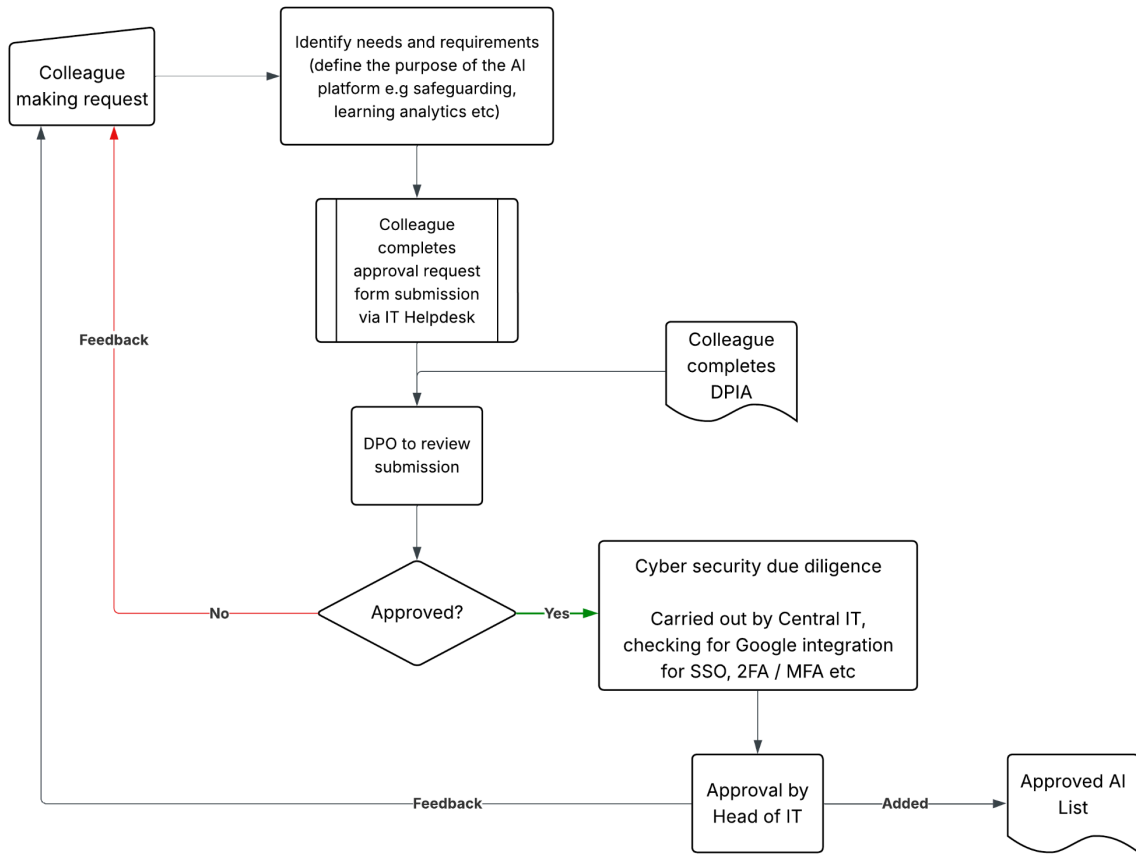 Colleague
making request
Identify needs and requirements
(define the purpose of the AI
platform e.g safeguarding,
learning analytics etc)
Colleague
completes
approval request
form submission
via IT Helpdesk
Feedback
Colleague
completes
DPIA
DPO to review
submission
Approved?
No
Yes
Cyber security due diligence
Carried out by Central IT,
checking for Google integration
for SSO, 2FA / MFA etc
Approval by
Head of IT
Feedback
Added
Approved AI
List